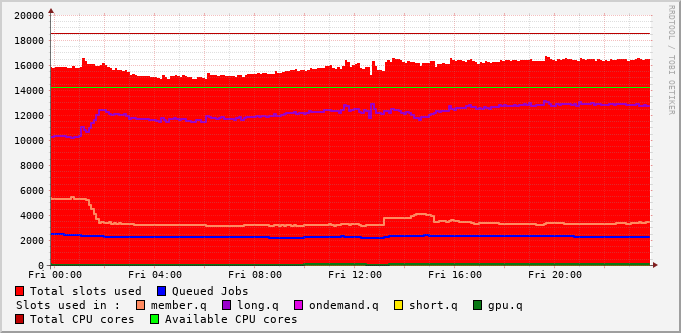 20000
18000
16000
14000
12000
10000
8000
6000
4000
2000
0
Fri 00:00 Fri 04:00 Fri 08:00 Fri 12:00 Fri 16:00 Fri 20:00
RRDTOOL / TOBI OETIKER
Total slots used Queued Jobs
Slots used in : member.q long.q ondemand.q short.q gpu.q
Total CPU cores Available CPU cores